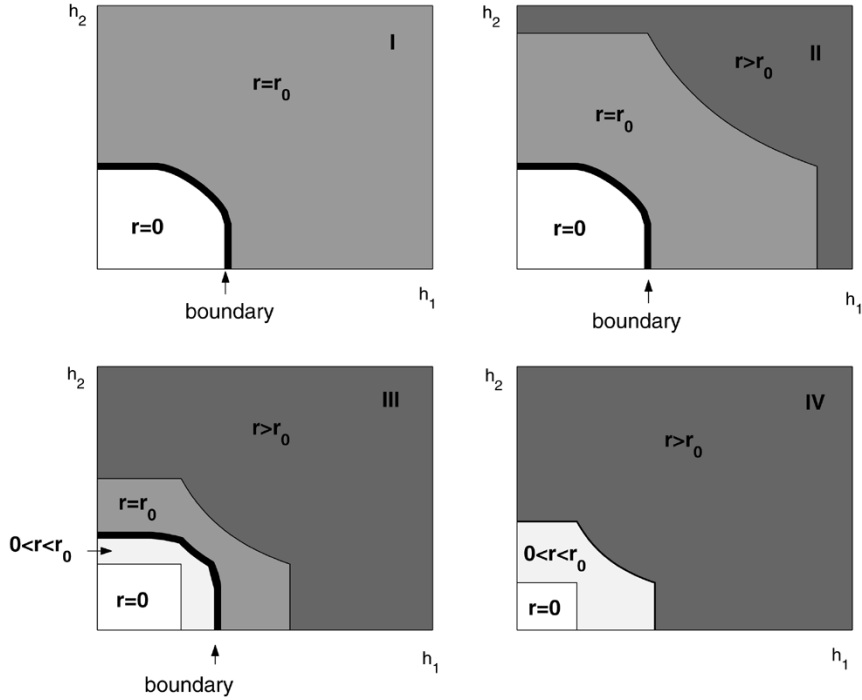 h₂
I
r=r₀
r=0
h₁
boundary
h₂
II
r>r₀
r=r₀
r=0
h₁
boundary
h₂
III
r>r₀
r=r₀
0<r<r₀
r=0
h₁
boundary
h₂
IV
r>r₀
0<r<r₀
r=0
h₁